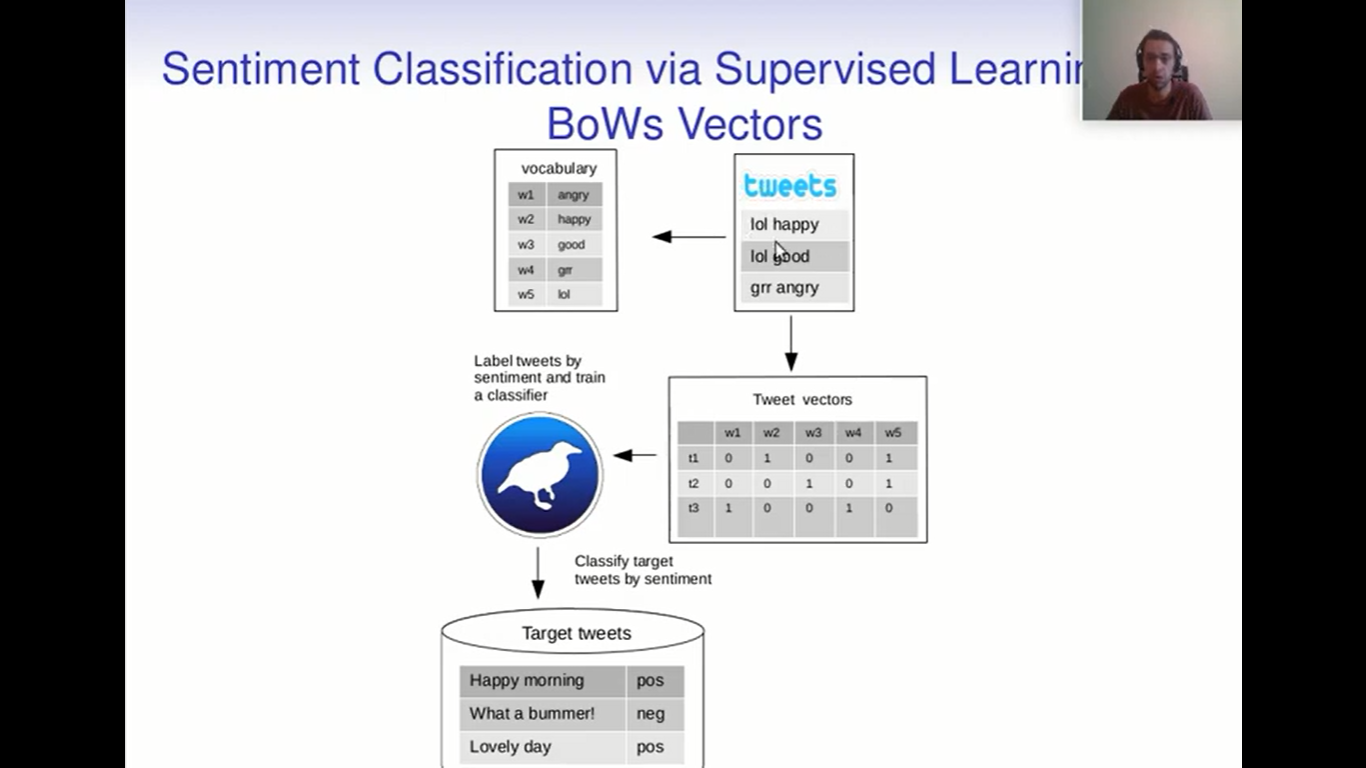 Sentiment Classification via Supervised Learnin
BoWs Vectors
vocabulary
w1 angry
w2 happy
w3 good
w4 grr
w5 lol
tweets
lol happy
lol good
grr angry
Label tweets by
sentiment and train
a classifier
Tweet vectors
w1 w2 w3 w4 w5
t1 0 1 0 0 1
t2 0 0 1 0 1
t3 1 0 0 1 0
Classify target
tweets by sentiment
Target tweets
Happy morning pos
What a bummer! neg
Lovely day pos